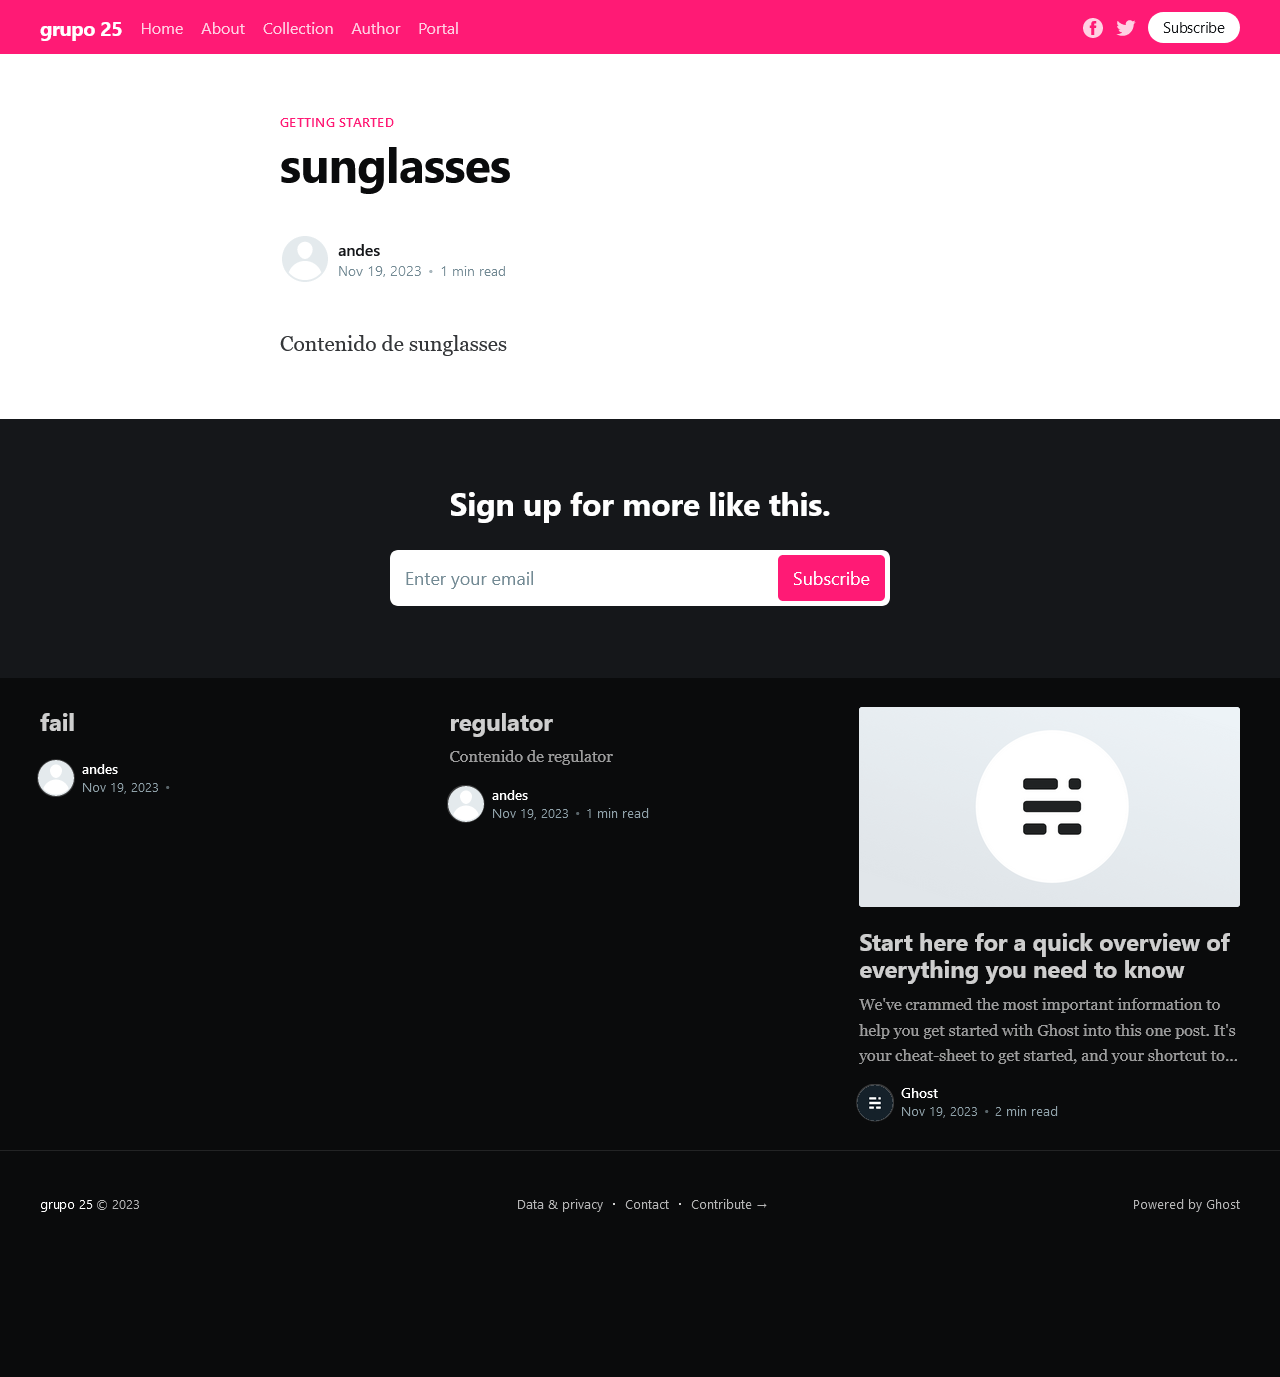 grupo 25 Home About Collection Author Portal Subscribe
GETTING STARTED
sunglasses
andes
Nov 19, 2023 • 1 min read
Contenido de sunglasses
Sign up for more like this.
Enter your email Subscribe
fail
andes
Nov 19, 2023 •
regulator
Contenido de regulator
andes
Nov 19, 2023 • 1 min read
Start here for a quick overview of
everything you need to know
We've crammed the most important information to
help you get started with Ghost into this one post. It's
your cheat-sheet to get started, and your shortcut to…
Ghost
Nov 19, 2023 • 2 min read
grupo 25 © 2023
Data & privacy • Contact • Contribute →
Powered by Ghost